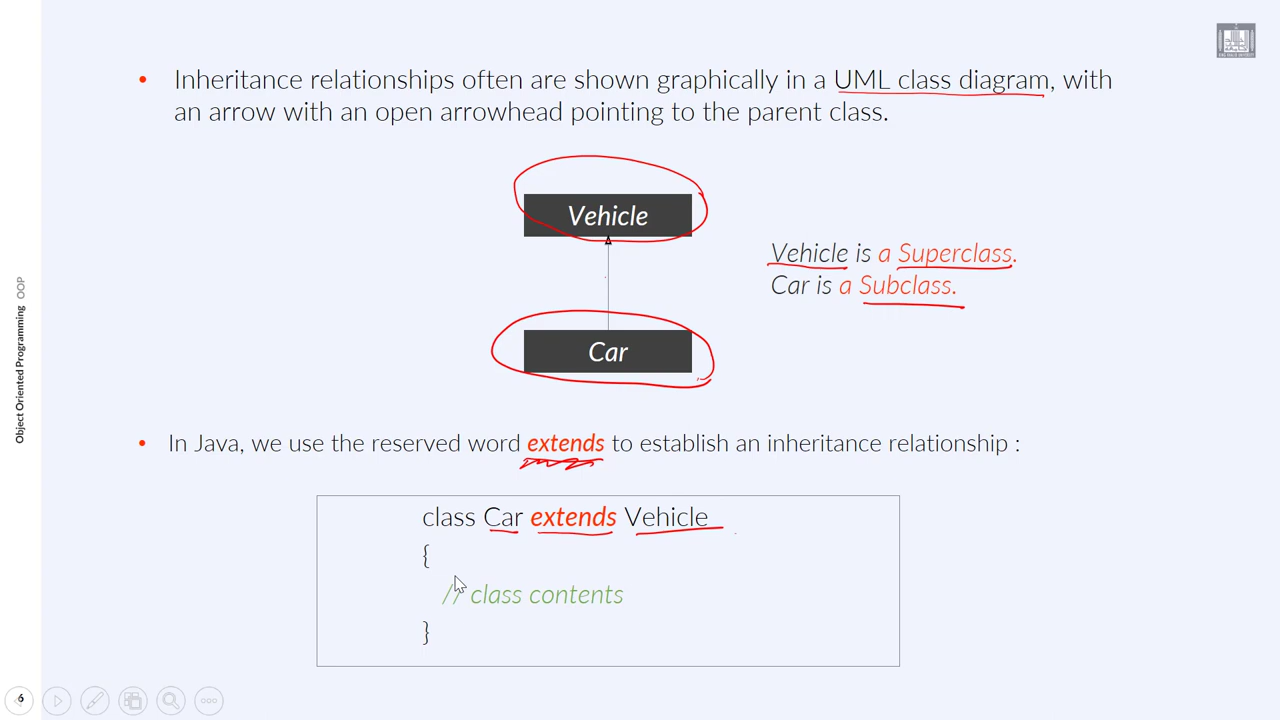 • Inheritance relationships often are shown graphically in a UML class diagram, with
an arrow with an open arrowhead pointing to the parent class.
Vehicle
Vehicle is a Superclass.
Car is a Subclass.
Car
• In Java, we use the reserved word extends to establish an inheritance relationship :
class Car extends Vehicle
{
// class contents
}
Object Oriented Programming OOP
6